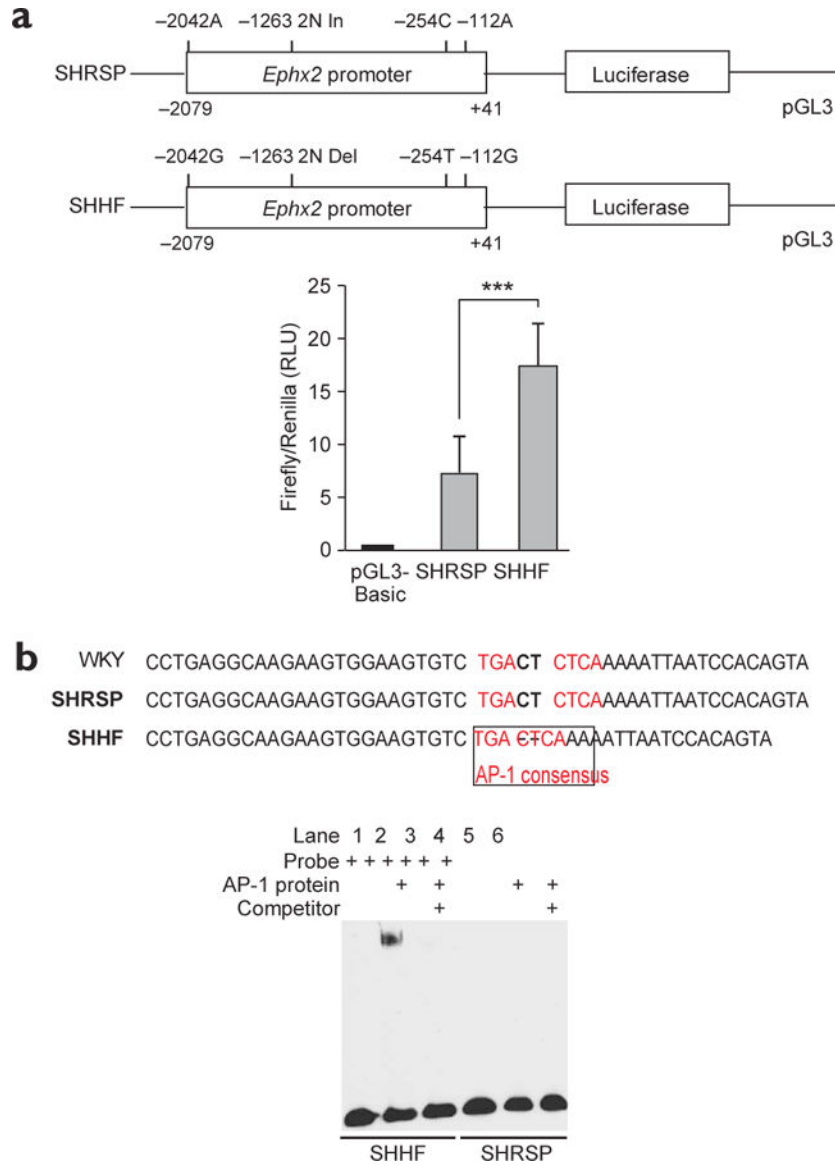 a
–2042A –1263 2N In –254C –112A
SHRSP Ephx2 promoter Luciferase
–2079 +41 pGL3
–2042G –1263 2N Del –254T –112G
SHHF Ephx2 promoter Luciferase
–2079 +41 pGL3
25
***
20
15
10
5
0
Firefly/Renilla (RLU)
pGL3- SHRSP SHHF
Basic
b
WKY CCTGAGGCAAGAAGTGGAAGTGTC TGACT CTCAAAAATTAATCCACAGTA
SHRSP CCTGAGGCAAGAAGTGGAAGTGTC TGACT CTCAAAAATTAATCCACAGTA
SHHF CCTGAGGCAAGAAGTGGAAGTGTC TGA CTCAAAAATTAATCCACAGTA
AP-1 consensus
Lane 1 2 3 4 5 6
Probe + + + + + +
AP-1 protein + + + +
Competitor + +
SHHF SHRSP